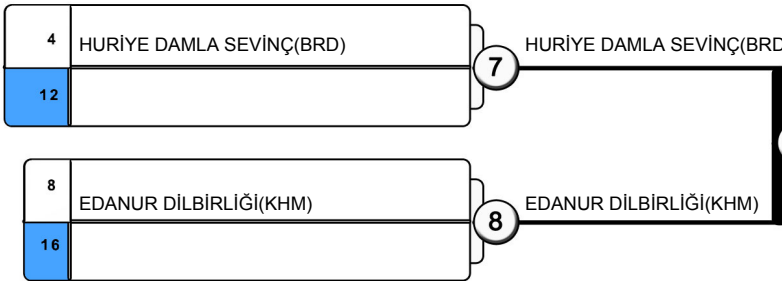 4 HURİYE DAMLA SEVİNÇ(BRD)
7 HURİYE DAMLA SEVİNÇ(BRD
12
8
EDANUR DİLBİRLİĞİ(KHM)
8 EDANUR DİLBİRLİĞİ(KHM)
16